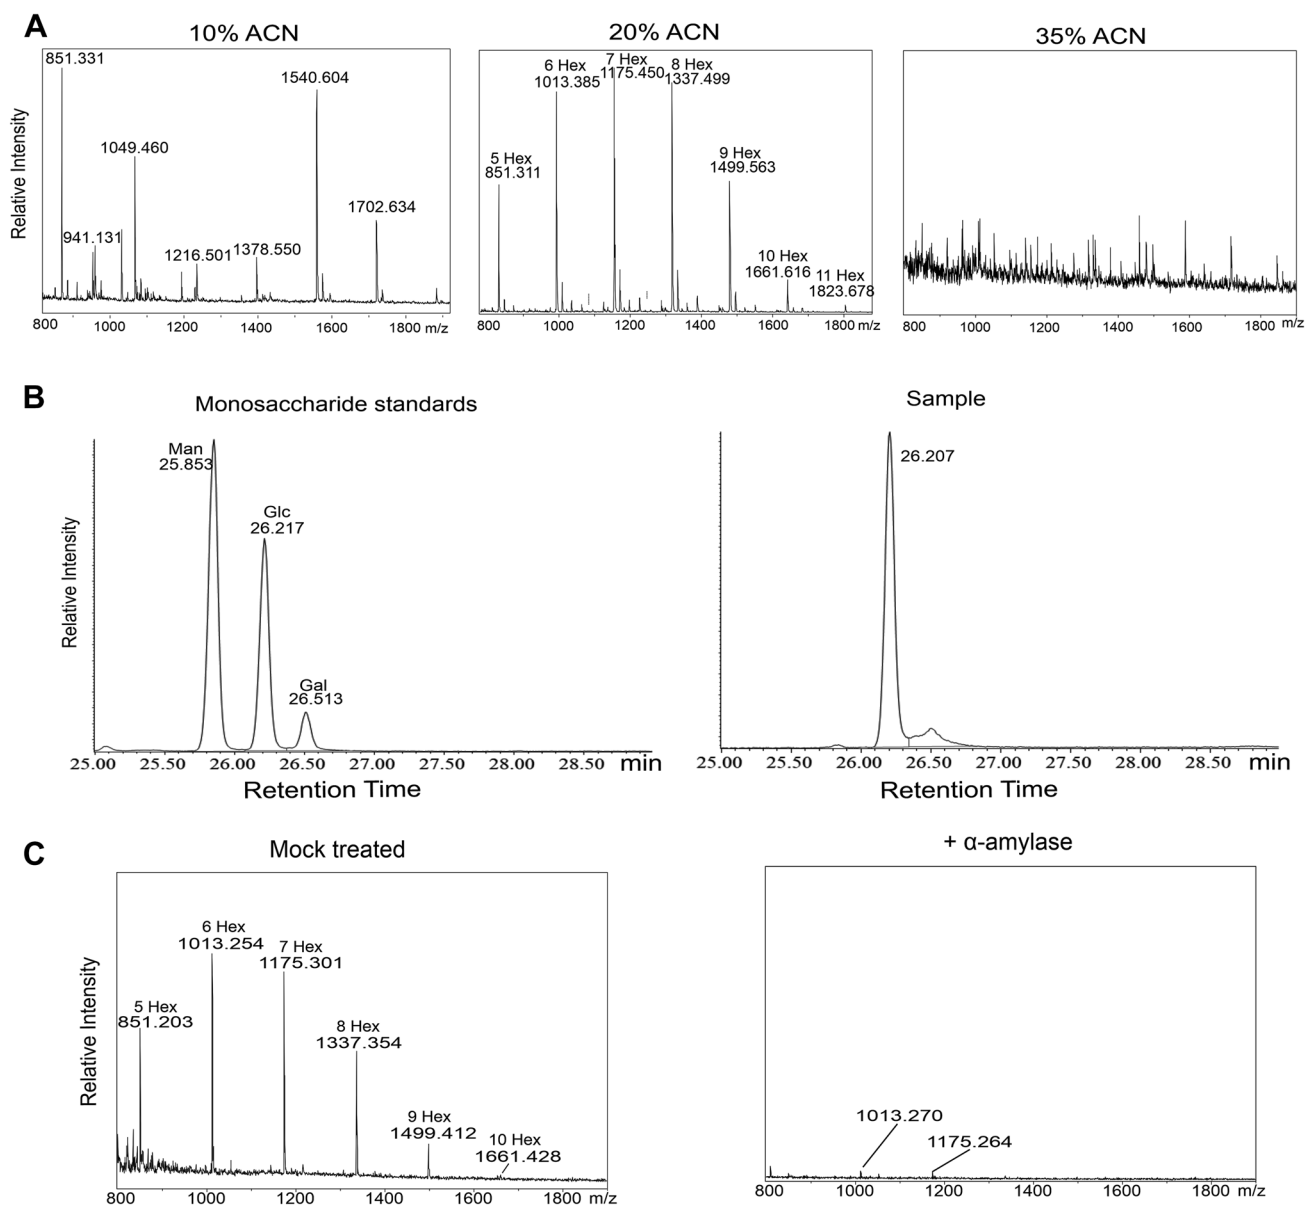 A
10% ACN
20% ACN
35% ACN
Relative Intensity
851.331
1049.460
941.131
1216.501
1378.550
1540.604
1702.634
800 1000 1200 1400 1600 1800 m/z
5 Hex
851.311
6 Hex
1013.385
7 Hex
1175.450
8 Hex
1337.499
9 Hex
1499.563
10 Hex
1661.616
11 Hex
1823.678
800 1000 1200 1400 1600 1800 m/z
800 1000 1200 1400 1600 1800 m/z
B
Monosaccharide standards
Sample
Relative Intensity
Man
25.853
Glc
26.217
Gal
26.513
25.00 25.50 26.00 26.50 27.00 27.50 28.00 28.50 min
Retention Time
26.207
25.00 25.50 26.00 26.50 27.00 27.50 28.00 28.50 min
Retention Time
C
Mock treated
+ α-amylase
Relative Intensity
5 Hex
851.203
6 Hex
1013.254
7 Hex
1175.301
8 Hex
1337.354
9 Hex
1499.412
10 Hex
1661.428
800 1000 1200 1400 1600 1800 m/z
1013.270
1175.264
800 1000 1200 1400 1600 1800 m/z